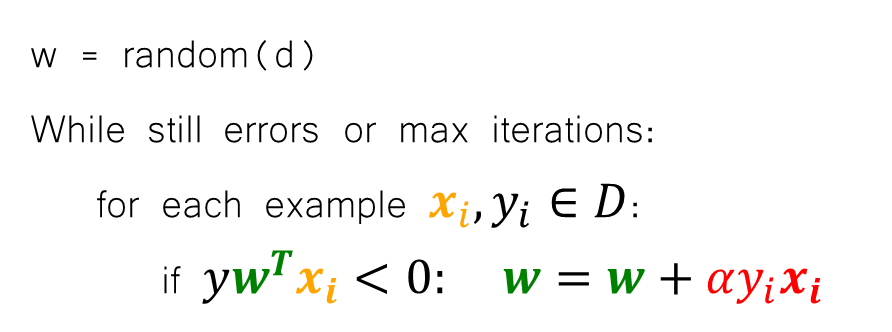 w = random(d)
While still errors or max iterations:
for each example 𝒙ᵢ, yᵢ ∈ D:
if y𝒘ᵀ𝒙ᵢ < 0: 𝒘 = 𝒘 + αyᵢ𝒙ᵢ